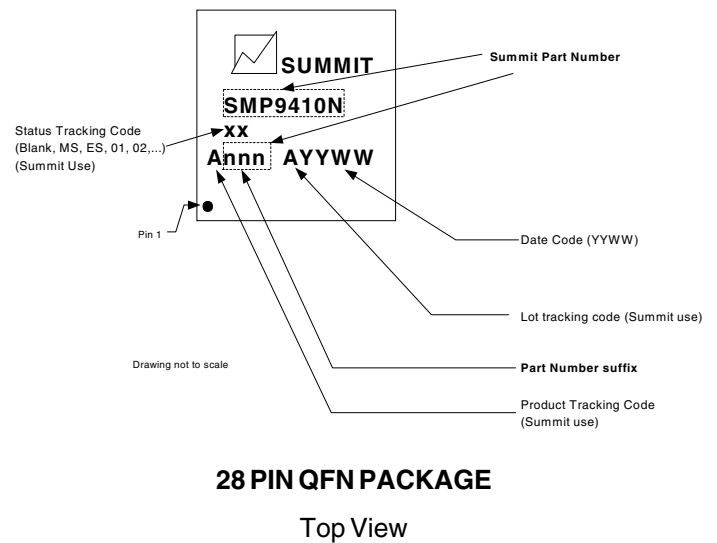 SUMMIT
Summit Part Number
SMP9410N
xx
Status Tracking Code
(Blank, MS, ES, 01, 02,...)
(Summit Use)
Annn AYYWW
Pin 1
Date Code (YYWW)
Lot tracking code (Summit use)
Drawing not to scale
Part Number suffix
Product Tracking Code
(Summit use)
28 PIN QFN PACKAGE
Top View